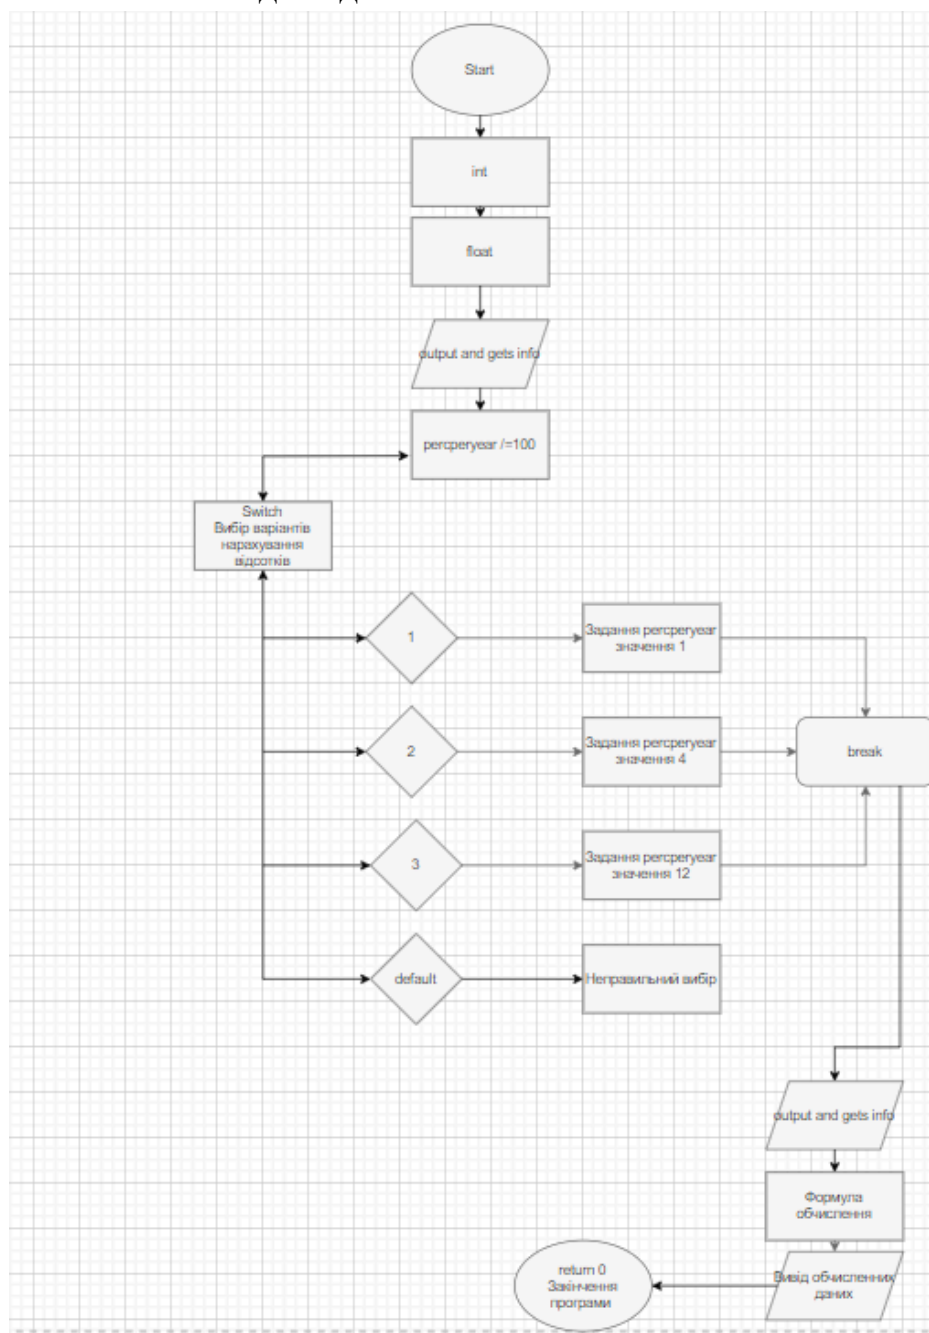 Start
int
float
output and gets info
percperyear /=100
Switch
Вибір варіантів
нарахування
відсотків
1
Задання percperyear
значення 1
2
Задання percperyear
значення 4
break
3
Задання percperyear
значення 12
default
Неправильний вибір
output and gets info
Формула
обчислення
Вивід обчисленних
даних
return 0
Закінчення
програми